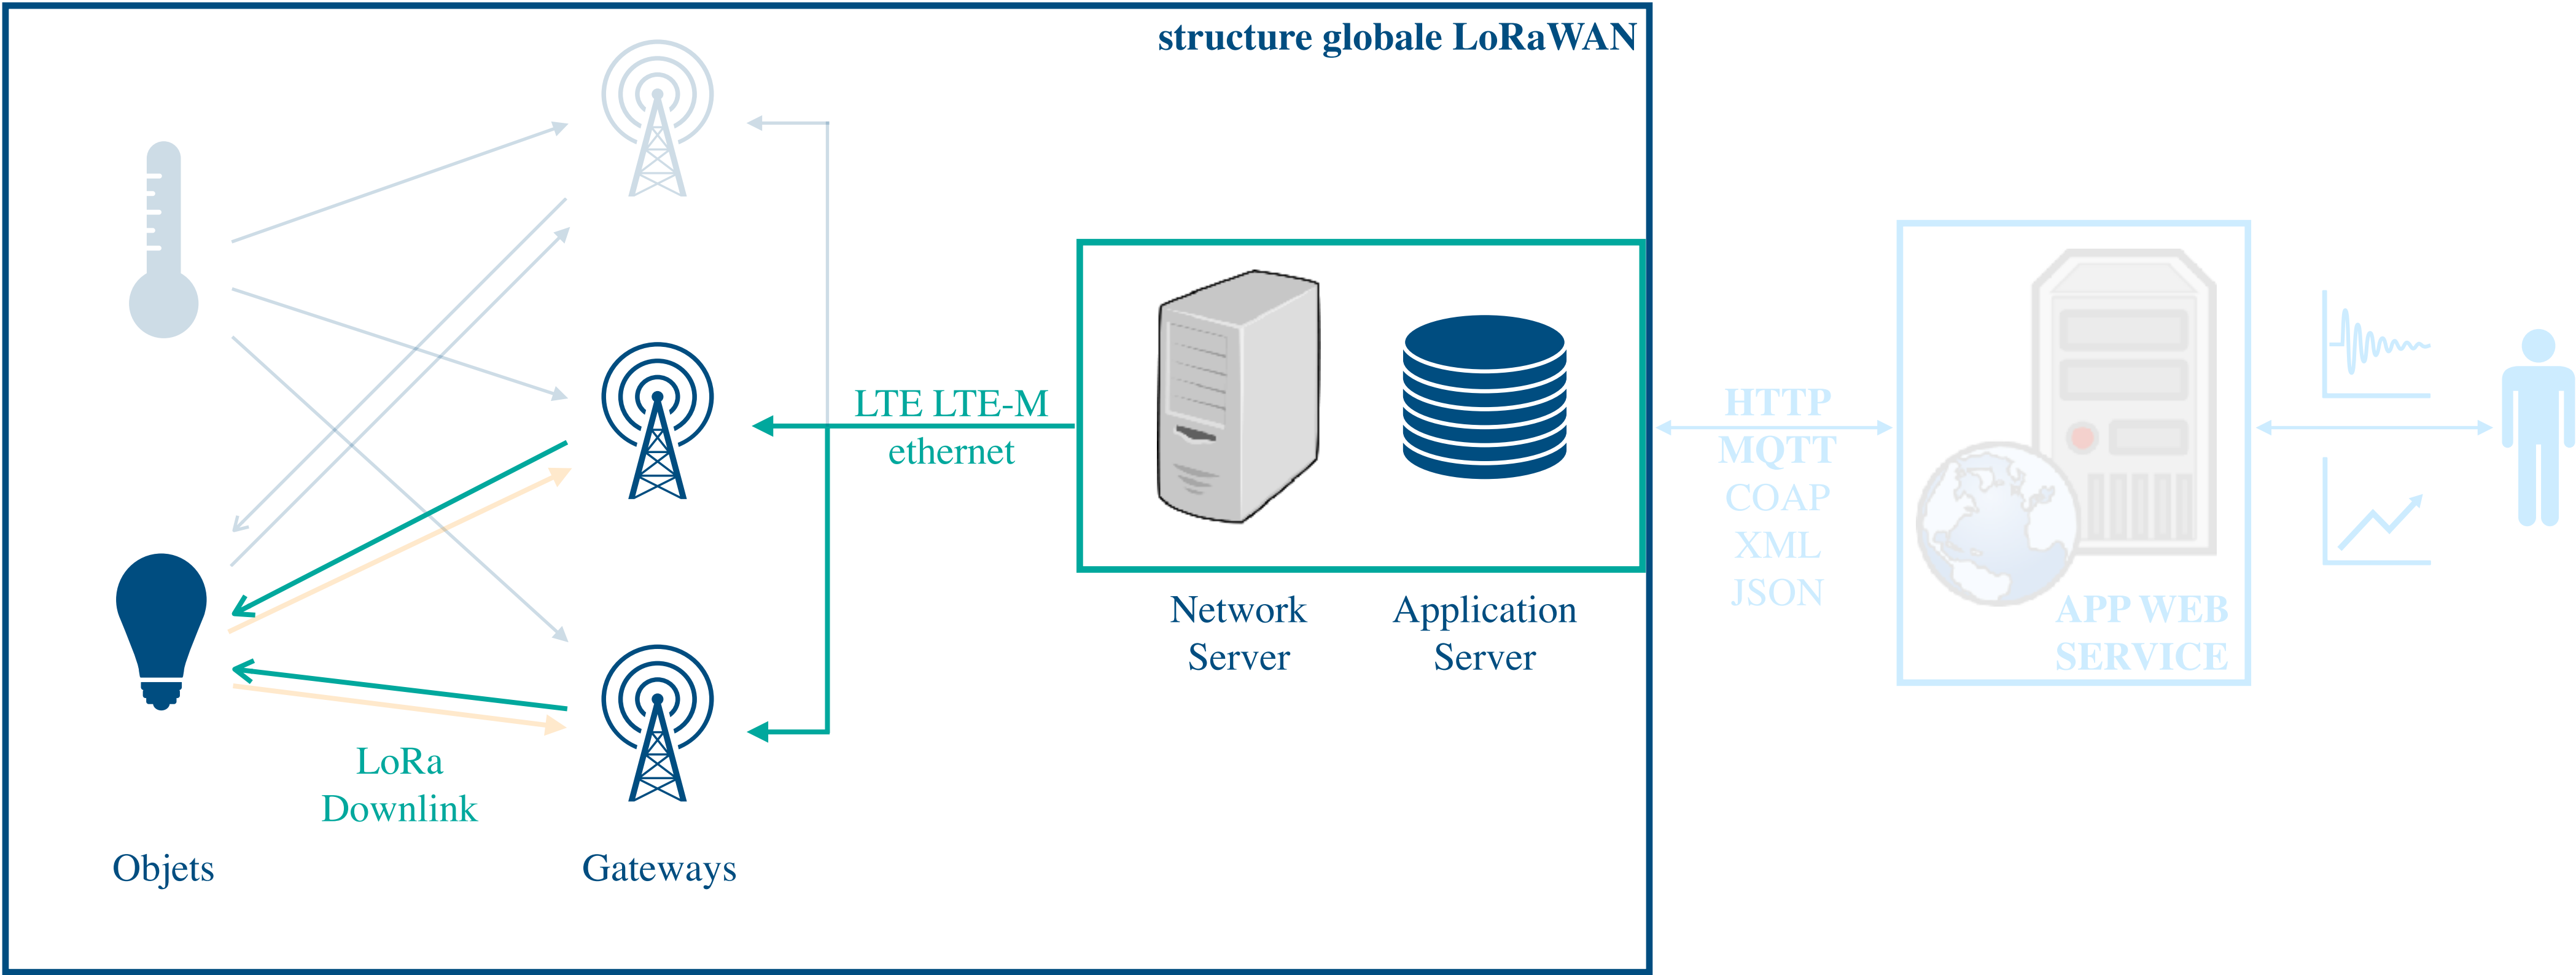 structure globale LoRaWAN
LTE LTE-M
ethernet
LoRa
Downlink
Objets
Gateways
Network
Server
Application
Server
HTTP
MQTT
COAP
XML
JSON
APP WEB
SERVICE